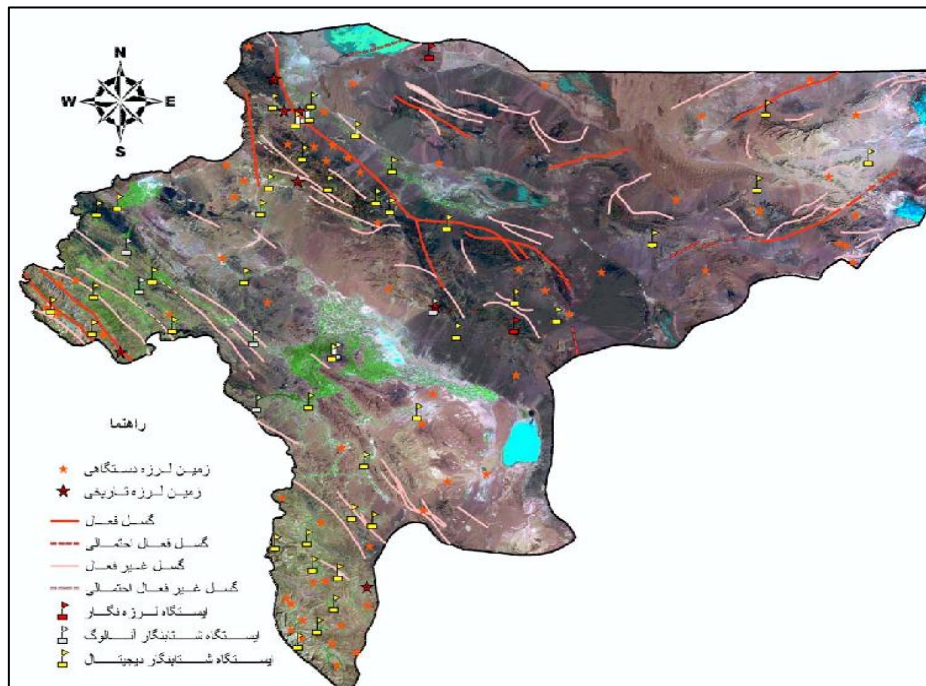 N
W E
S
راهنما
زمین لرزه دستگاهی
زمین لرزه تاریخی
گسل فعال
گسل فعال احتمالی
گسل غیر فعال
گسل غیر فعال احتمالی
ایستگاه لرزه نگار
ایستگاه شتابنگار آنالوگ
ایستگاه شتابنگار دیجیتال